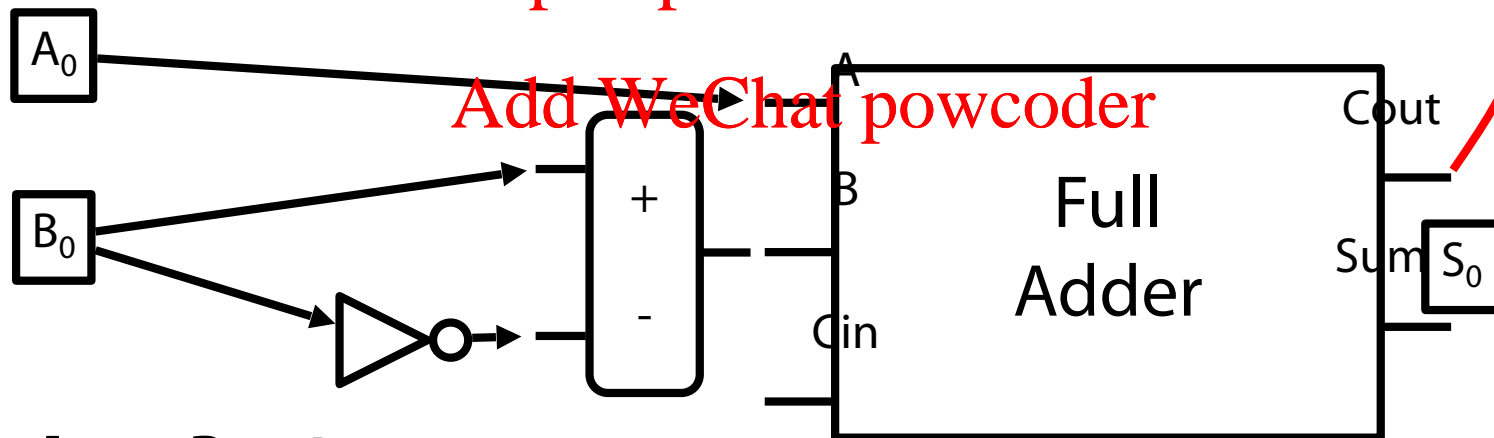 A₀
A
Add WeChat powcoder
Cout
B
+
Full
B₀
Sum
S₀
Adder
-
Cin